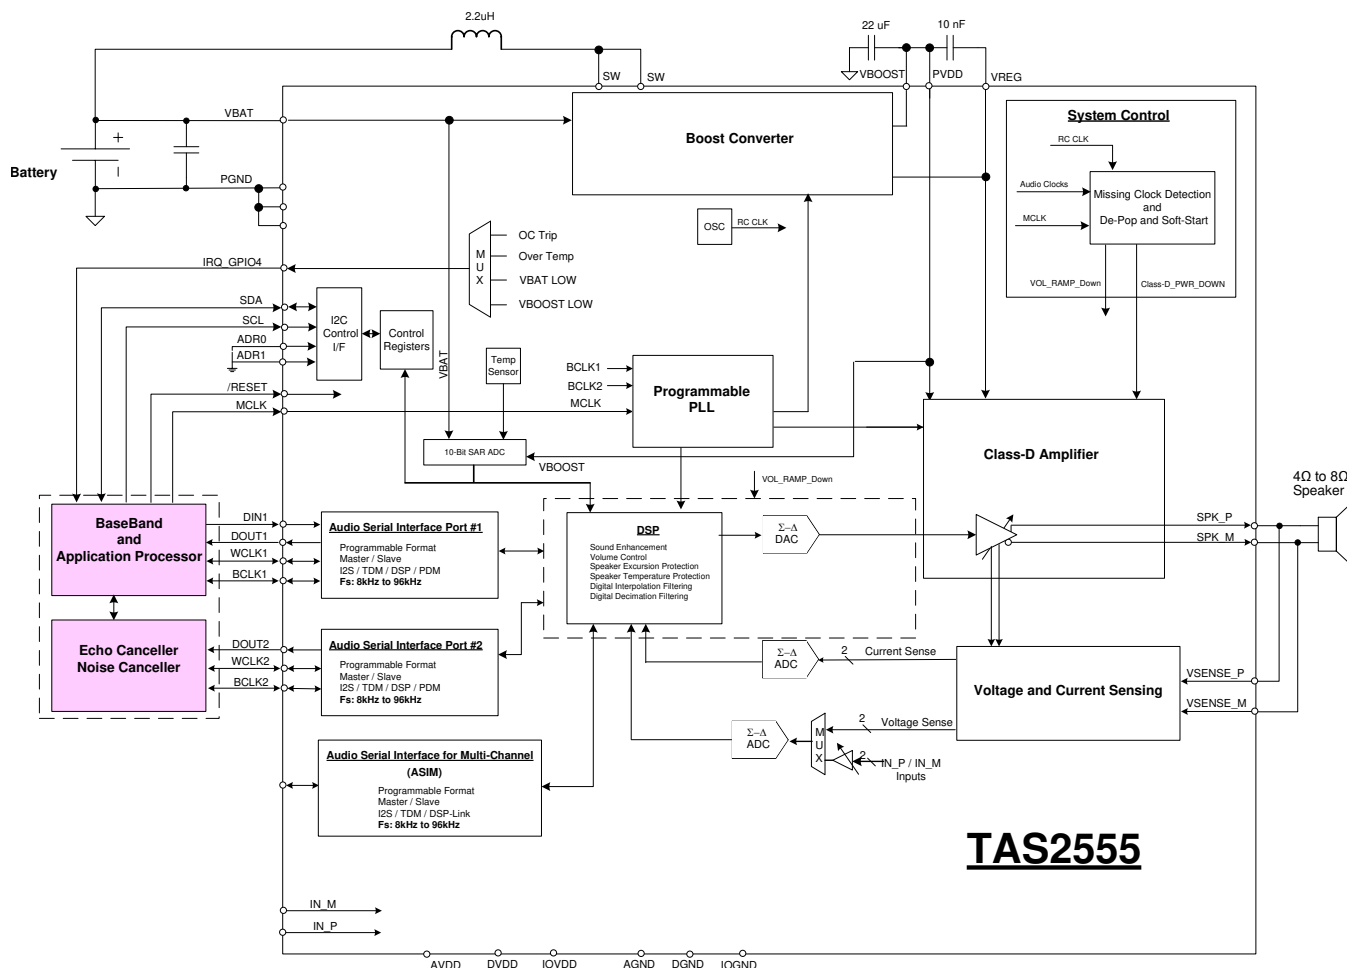 2.2uH
22 uF
10 nF
SW
SW
VBOOST
PVDD
VREG
VBAT
Boost Converter
System Control
RC CLK
Audio Clocks
MCLK
Missing Clock Detection
and
De-Pop and Soft-Start
VOL_RAMP_Down
Class-D_PWR_DOWN
+
Battery
PGND
OSC
RC CLK
M
U
X
OC Trip
Over Temp
VBAT LOW
VBOOST LOW
IRQ_GPIO4
SDA
SCL
ADR0
ADR1
/RESET
MCLK
I2C
Control
I/F
Control
Registers
VBAT
Temp
Sensor
BCLK1
BCLK2
MCLK
Programmable
PLL
10-Bit SAR ADC
VBOOST
Class-D Amplifier
4Ω to 8Ω
Speaker
VOL_RAMP_Down
BaseBand
and
Application Processor
DIN1
DOUT1
WCLK1
BCLK1
Audio Serial Interface Port #1
Programmable Format
Master / Slave
I2S / TDM / DSP / PDM
Fs: 8kHz to 96kHz
DSP
Sound Enhancement
Volume Control
Speaker Excursion Protection
Speaker Temperature Protection
Digital Interpolation Filtering
Digital Decimation Filtering
Σ-Δ
DAC
SPK_P
SPK_M
Echo Canceller
Noise Canceller
DOUT2
WCLK2
BCLK2
Audio Serial Interface Port #2
Programmable Format
Master / Slave
I2S / TDM / DSP / PDM
Fs: 8kHz to 96kHz
Σ-Δ
ADC
2
Current Sense
Voltage and Current Sensing
VSENSE_P
VSENSE_M
Σ-Δ
ADC
M
U
X
2
Voltage Sense
2
IN_P / IN_M
Inputs
Audio Serial Interface for Multi-Channel
(ASIM)
Programmable Format
Master / Slave
I2S / TDM / DSP-Link
Fs: 8kHz to 96kHz
TAS2555
IN_M
IN_P
AVDD
DVDD
IOVDD
AGND
DGND
IOGND